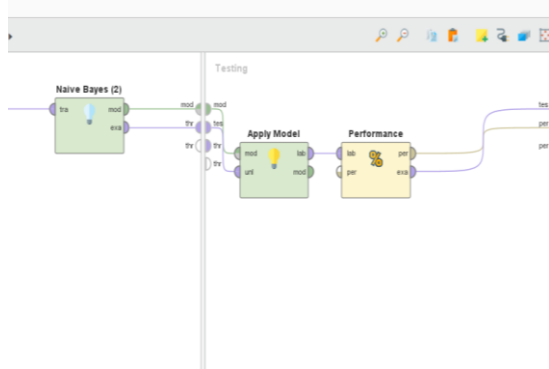 Testing
Naive Bayes (2)
tra
mod
exa
mod
thr
thr
mod
tes
thr
thr
Apply Model
mod
unl
lab
mod
Performance
lab
per
per
exa
tes
per
per